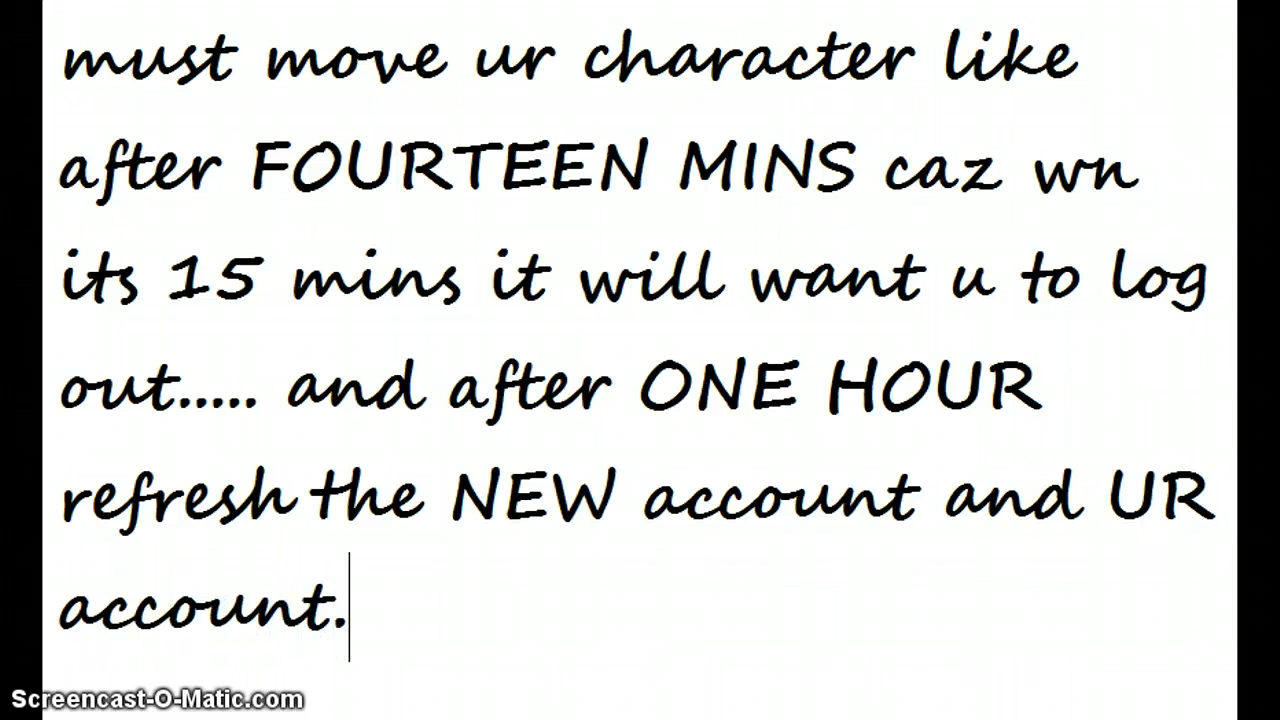 must move ur character like
after FOURTEEN MINS caz wn
its 15 mins it will want u to log
out..... and after ONE HOUR
refresh the NEW account and UR
account.
Screencast-O-Matic.com